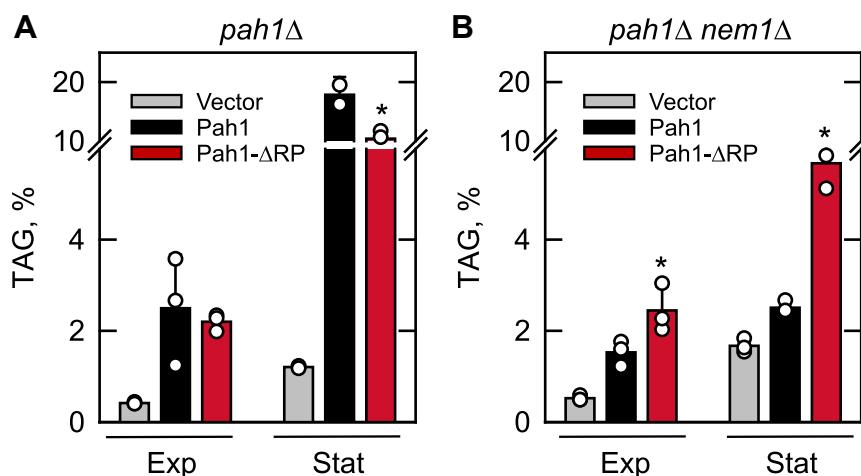 A pah1Δ
20
Vector
Pah1
Pah1-ΔRP
*
10
TAG, %
4
2
0
Exp Stat
B pah1Δ nem1Δ
20
Vector
Pah1
Pah1-ΔRP
*
10
TAG, %
4
*
2
0
Exp Stat